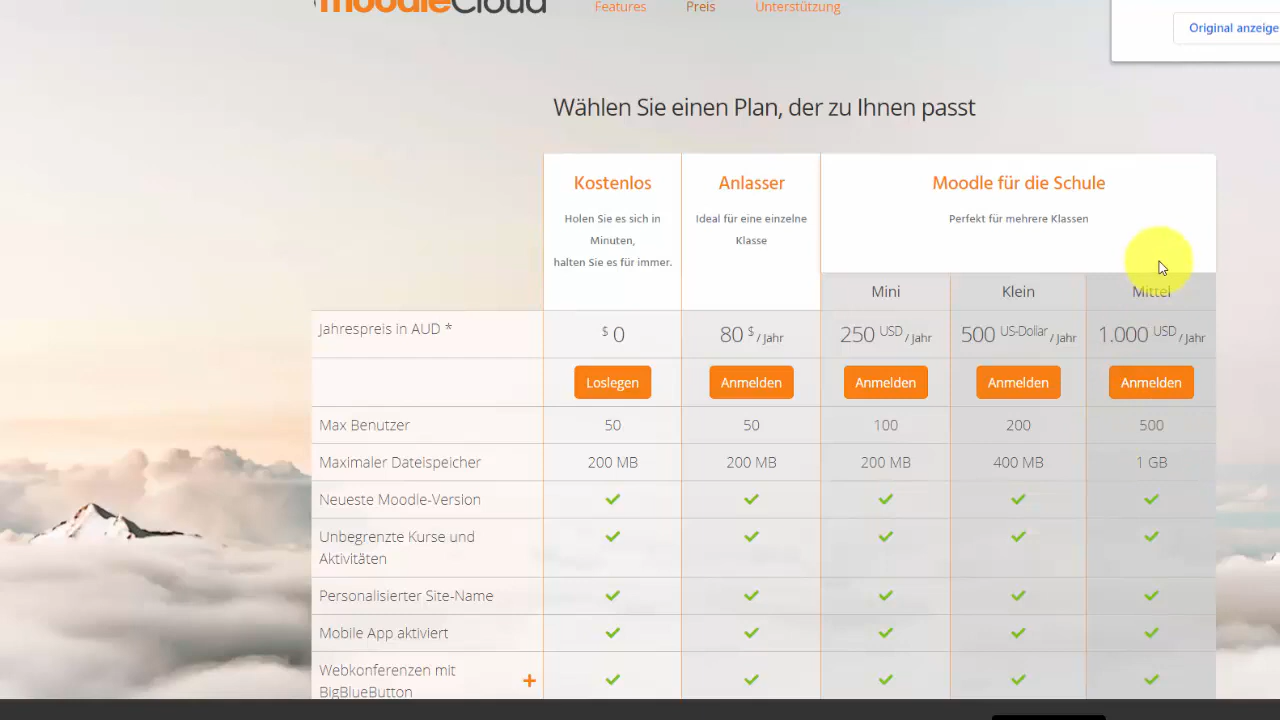 moodleCloud
Features Preis Unterstützung
Original anzeige
Wählen Sie einen Plan, der zu Ihnen passt
Kostenlos Anlasser Moodle für die Schule
Holen Sie es sich in Minuten, halten Sie es für immer.
Ideal für eine einzelne Klasse
Perfekt für mehrere Klassen
Mini Klein Mittel
Jahrespreis in AUD * $ 0 80 $ / Jahr 250 USD / Jahr 500 US-Dollar / Jahr 1.000 USD / Jahr
Loslegen Anmelden Anmelden Anmelden Anmelden
Max Benutzer 50 50 100 200 500
Maximaler Dateispeicher 200 MB 200 MB 200 MB 400 MB 1 GB
Neueste Moodle-Version
Unbegrenzte Kurse und
Aktivitäten
Personalisierter Site-Name
Mobile App aktiviert
Webkonferenzen mit
BigBlueButton +